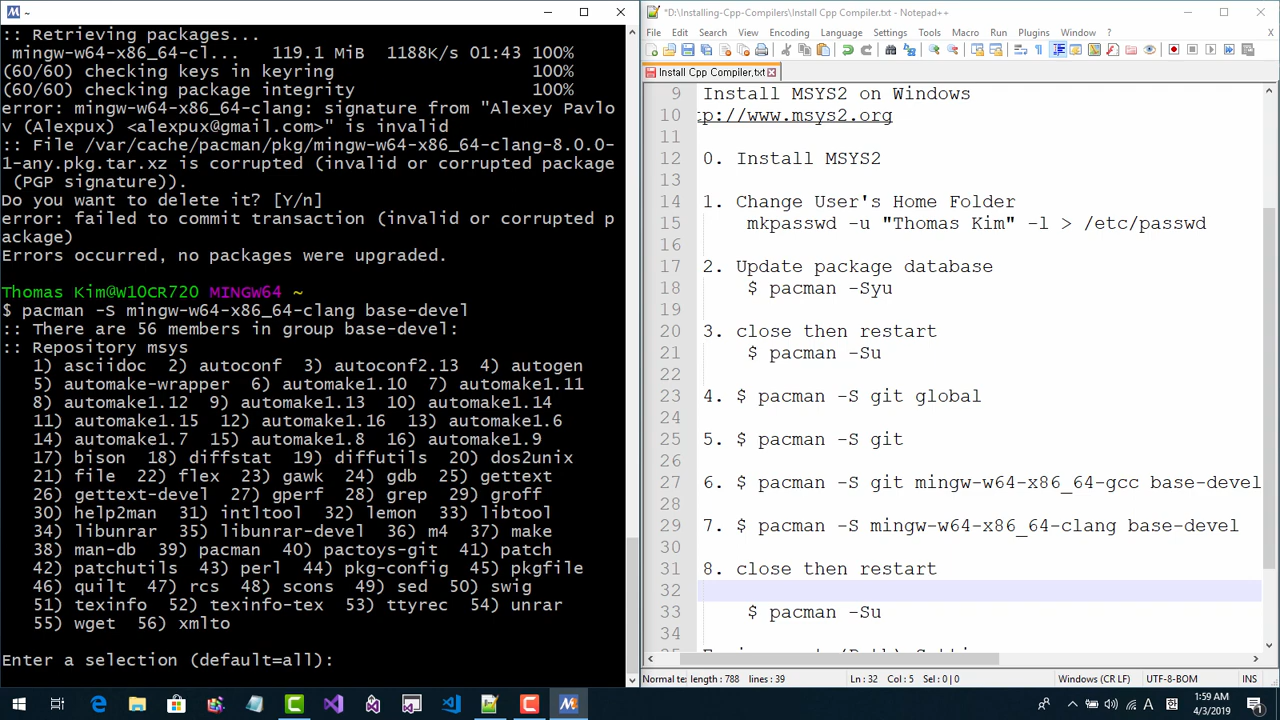 ~
:: Retrieving packages...
mingw-w64-x86_64-cl... 119.1 MiB 1188K/s 01:43 100%
(60/60) checking keys in keyring 100%
(60/60) checking package integrity 100%
error: mingw-w64-x86_64-clang: signature from "Alexey Pavlo
v (Alexpux) <alexpux@gmail.com>" is invalid
:: File /var/cache/pacman/pkg/mingw-w64-x86_64-clang-8.0.0-
1-any.pkg.tar.xz is corrupted (invalid or corrupted package
(PGP signature)).
Do you want to delete it? [Y/n]
error: failed to commit transaction (invalid or corrupted p
ackage)
Errors occurred, no packages were upgraded.
Thomas Kim@W10CR720 MINGW64 ~
$ pacman -S mingw-w64-x86_64-clang base-devel
:: There are 56 members in group base-devel:
:: Repository msys
1) asciidoc 2) autoconf 3) autoconf2.13 4) autogen
5) automake-wrapper 6) automake1.10 7) automake1.11
8) automake1.12 9) automake1.13 10) automake1.14
11) automake1.15 12) automake1.16 13) automake1.6
14) automake1.7 15) automake1.8 16) automake1.9
17) bison 18) diffstat 19) diffutils 20) dos2unix
21) file 22) flex 23) gawk 24) gdb 25) gettext
26) gettext-devel 27) gperf 28) grep 29) groff
30) help2man 31) intltool 32) lemon 33) libtool
34) libunrar 35) libunrar-devel 36) m4 37) make
38) man-db 39) pacman 40) pactoys-git 41) patch
42) patchutils 43) perl 44) pkg-config 45) pkgfile
46) quilt 47) rcs 48) scons 49) sed 50) swig
51) texinfo 52) texinfo-tex 53) ttyrec 54) unrar
55) wget 56) xmlto
Enter a selection (default=all):
*D:\Installing-Cpp-Compilers\Install Cpp Compiler.txt - Notepad++
File Edit Search View Encoding Language Settings Tools Macro Run Plugins Window ? X
Install Cpp Compiler.txt
9 Install MSYS2 on Windows
10 tp://www.msys2.org
11
12 0. Install MSYS2
13
14 1. Change User's Home Folder
15 mkpasswd -u "Thomas Kim" -l > /etc/passwd
16
17 2. Update package database
18 $ pacman -Syu
19
20 3. close then restart
21 $ pacman -Su
22
23 4. $ pacman -S git global
24
25 5. $ pacman -S git
26
27 6. $ pacman -S git mingw-w64-x86_64-gcc base-devel
28
29 7. $ pacman -S mingw-w64-x86_64-clang base-devel
30
31 8. close then restart
32
33 $ pacman -Su
34
Normal te: length : 788 lines : 39 Ln : 32 Col : 5 Sel : 0 | 0 Windows (CR LF) UTF-8-BOM INS
1:59 AM
4/3/2019